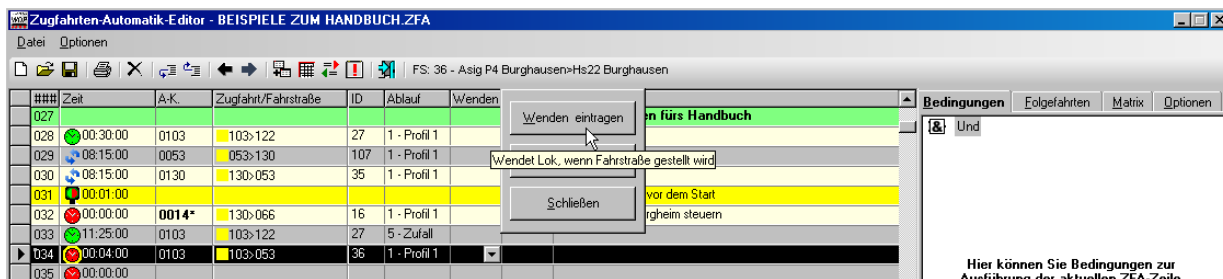 Zugfahrten-Automatik-Editor - BEISPIELE ZUM HANDBUCH.ZFA
Datei Optionen
FS: 36 - Asig P4 Burghausen>Hs22 Burghausen
### Zeit A-K. Zugfahrt/Fahrstraße ID Ablauf Wenden
Bedingungen Folgefahrten Matrix Optionen
027 en fürs Handbuch
Wenden eintragen
& Und
028 00:30:00 0103 103>122 27 1 - Profil 1
029 08:15:00 0053 053>130 107 1 - Profil 1
Wendet Lok, wenn Fahrstraße gestellt wird
030 08:15:00 0130 130>053 35 1 - Profil 1
031 00:01:00 vor dem Start
Schließen
032 00:00:00 0014* 130>066 16 1 - Profil 1 rgheim steuern
033 11:25:00 0103 103>122 27 5 - Zufall
034 00:04:00 0103 103>053 36 1 - Profil 1
035 00:00:00
Hier können Sie Bedingungen zur
Ausführung der aktuellen ZFA-Zeile